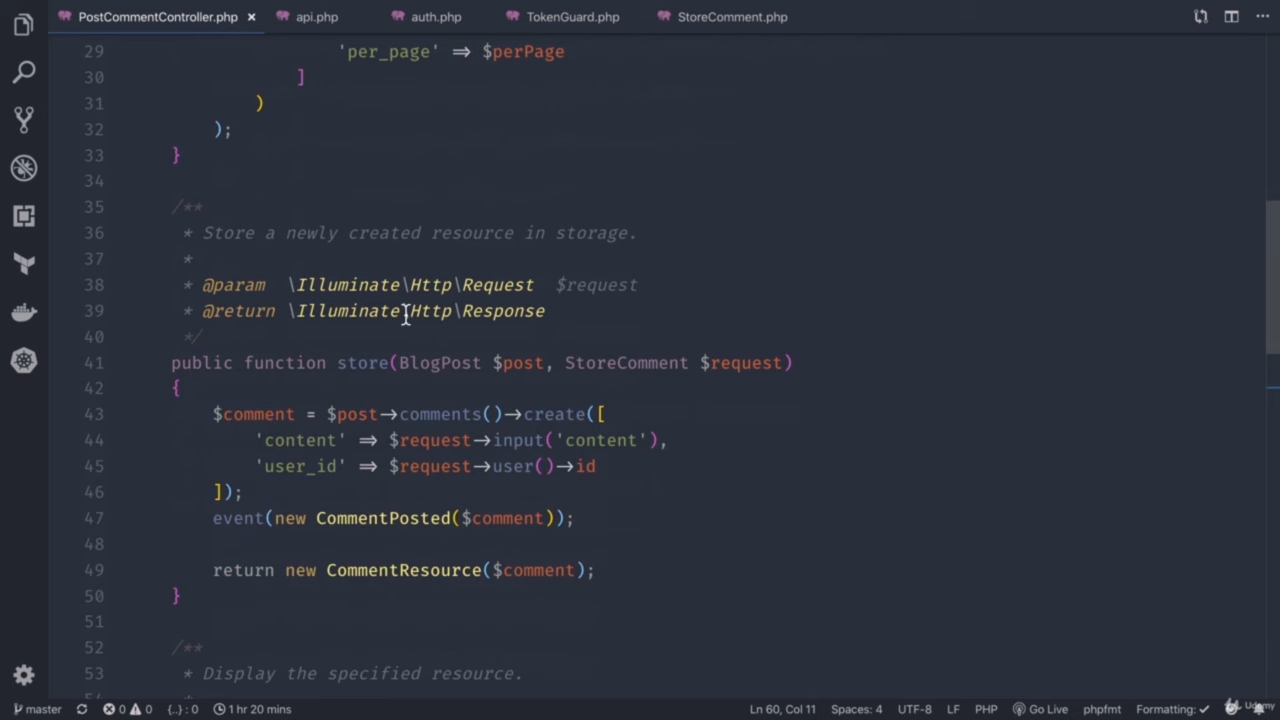 PostCommentController.php × api.php auth.php TokenGuard.php StoreComment.php
29 'per_page' ⇒ $perPage
30 ]
31 )
32 );
33 }
34
35 /**
36 * Store a newly created resource in storage.
37 *
38 * @param \Illuminate\Http\Request $request
39 * @return \Illuminate\Http\Response
40 */
41 public function store(BlogPost $post, StoreComment $request)
42 {
43 $comment = $post→comments()→create([
44 'content' ⇒ $request→input('content'),
45 'user_id' ⇒ $request→user()→id
46 ]);
47 event(new CommentPosted($comment));
48
49 return new CommentResource($comment);
50 }
51
52 /**
53 * Display the specified resource.
master 0 0 {..} : 0 1 hr 20 mins Ln 60, Col 11 Spaces: 4 UTF-8 LF PHP Go Live phpfmt Formatting: ✓ Udemy